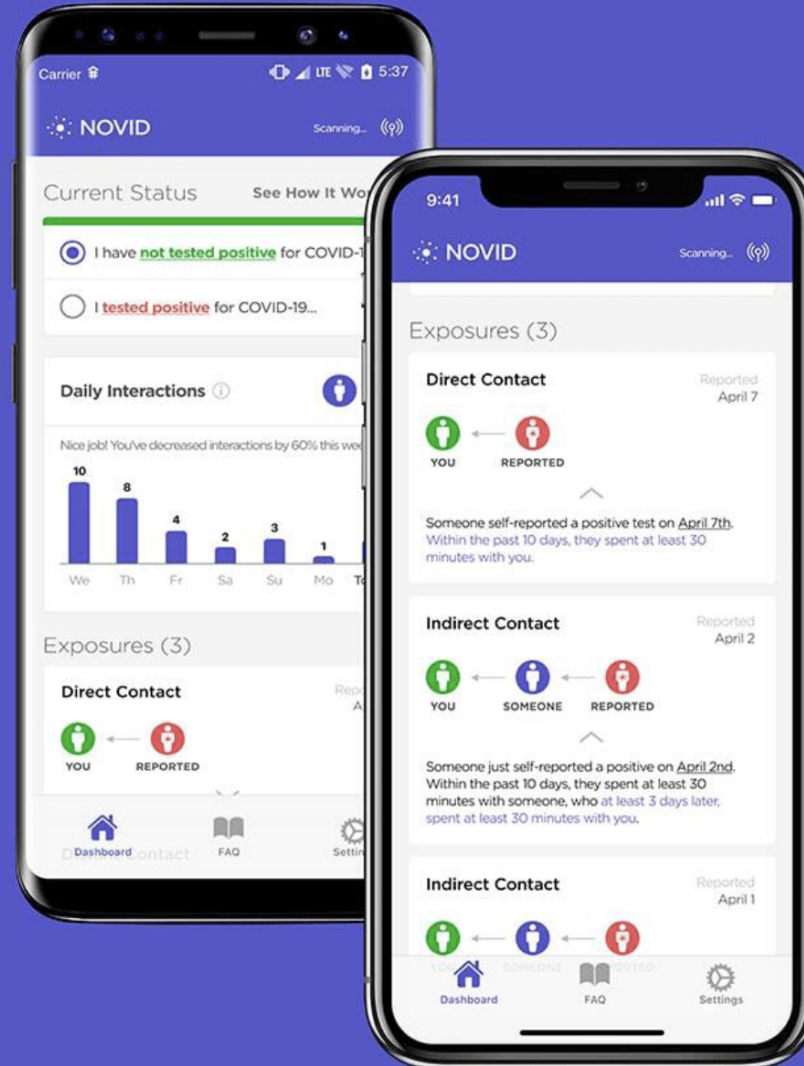 Carrier
LTE 5:37
NOVID
Scanning...
Current Status
See How It
I have not tested positive for
I tested positive for COVID-19...
Daily Interactions
Nice job! You've decreased interactions by 60% this
10
8
4
2
3
1
We Th Fr Sa Su Mo
Exposures (3)
Direct Contact
YOU REPORTED
Dashboard
FAQ
9:41
NOVID
Scanning...
Exposures (3)
Direct Contact
Reported
April 7
YOU REPORTED
Someone self-reported a positive test on April 7th.
Within the past 10 days, they spent at least 30
minutes with you.
Indirect Contact
Reported
April 2
YOU SOMEONE REPORTED
Someone just self-reported a positive on April 2nd.
Within the past 10 days, they spent at least 30
minutes with someone, who at least 3 days later,
spent at least 30 minutes with you.
Indirect Contact
Reported
April 1
YOU SOMEONE REPORTED
Dashboard
FAQ
Settings